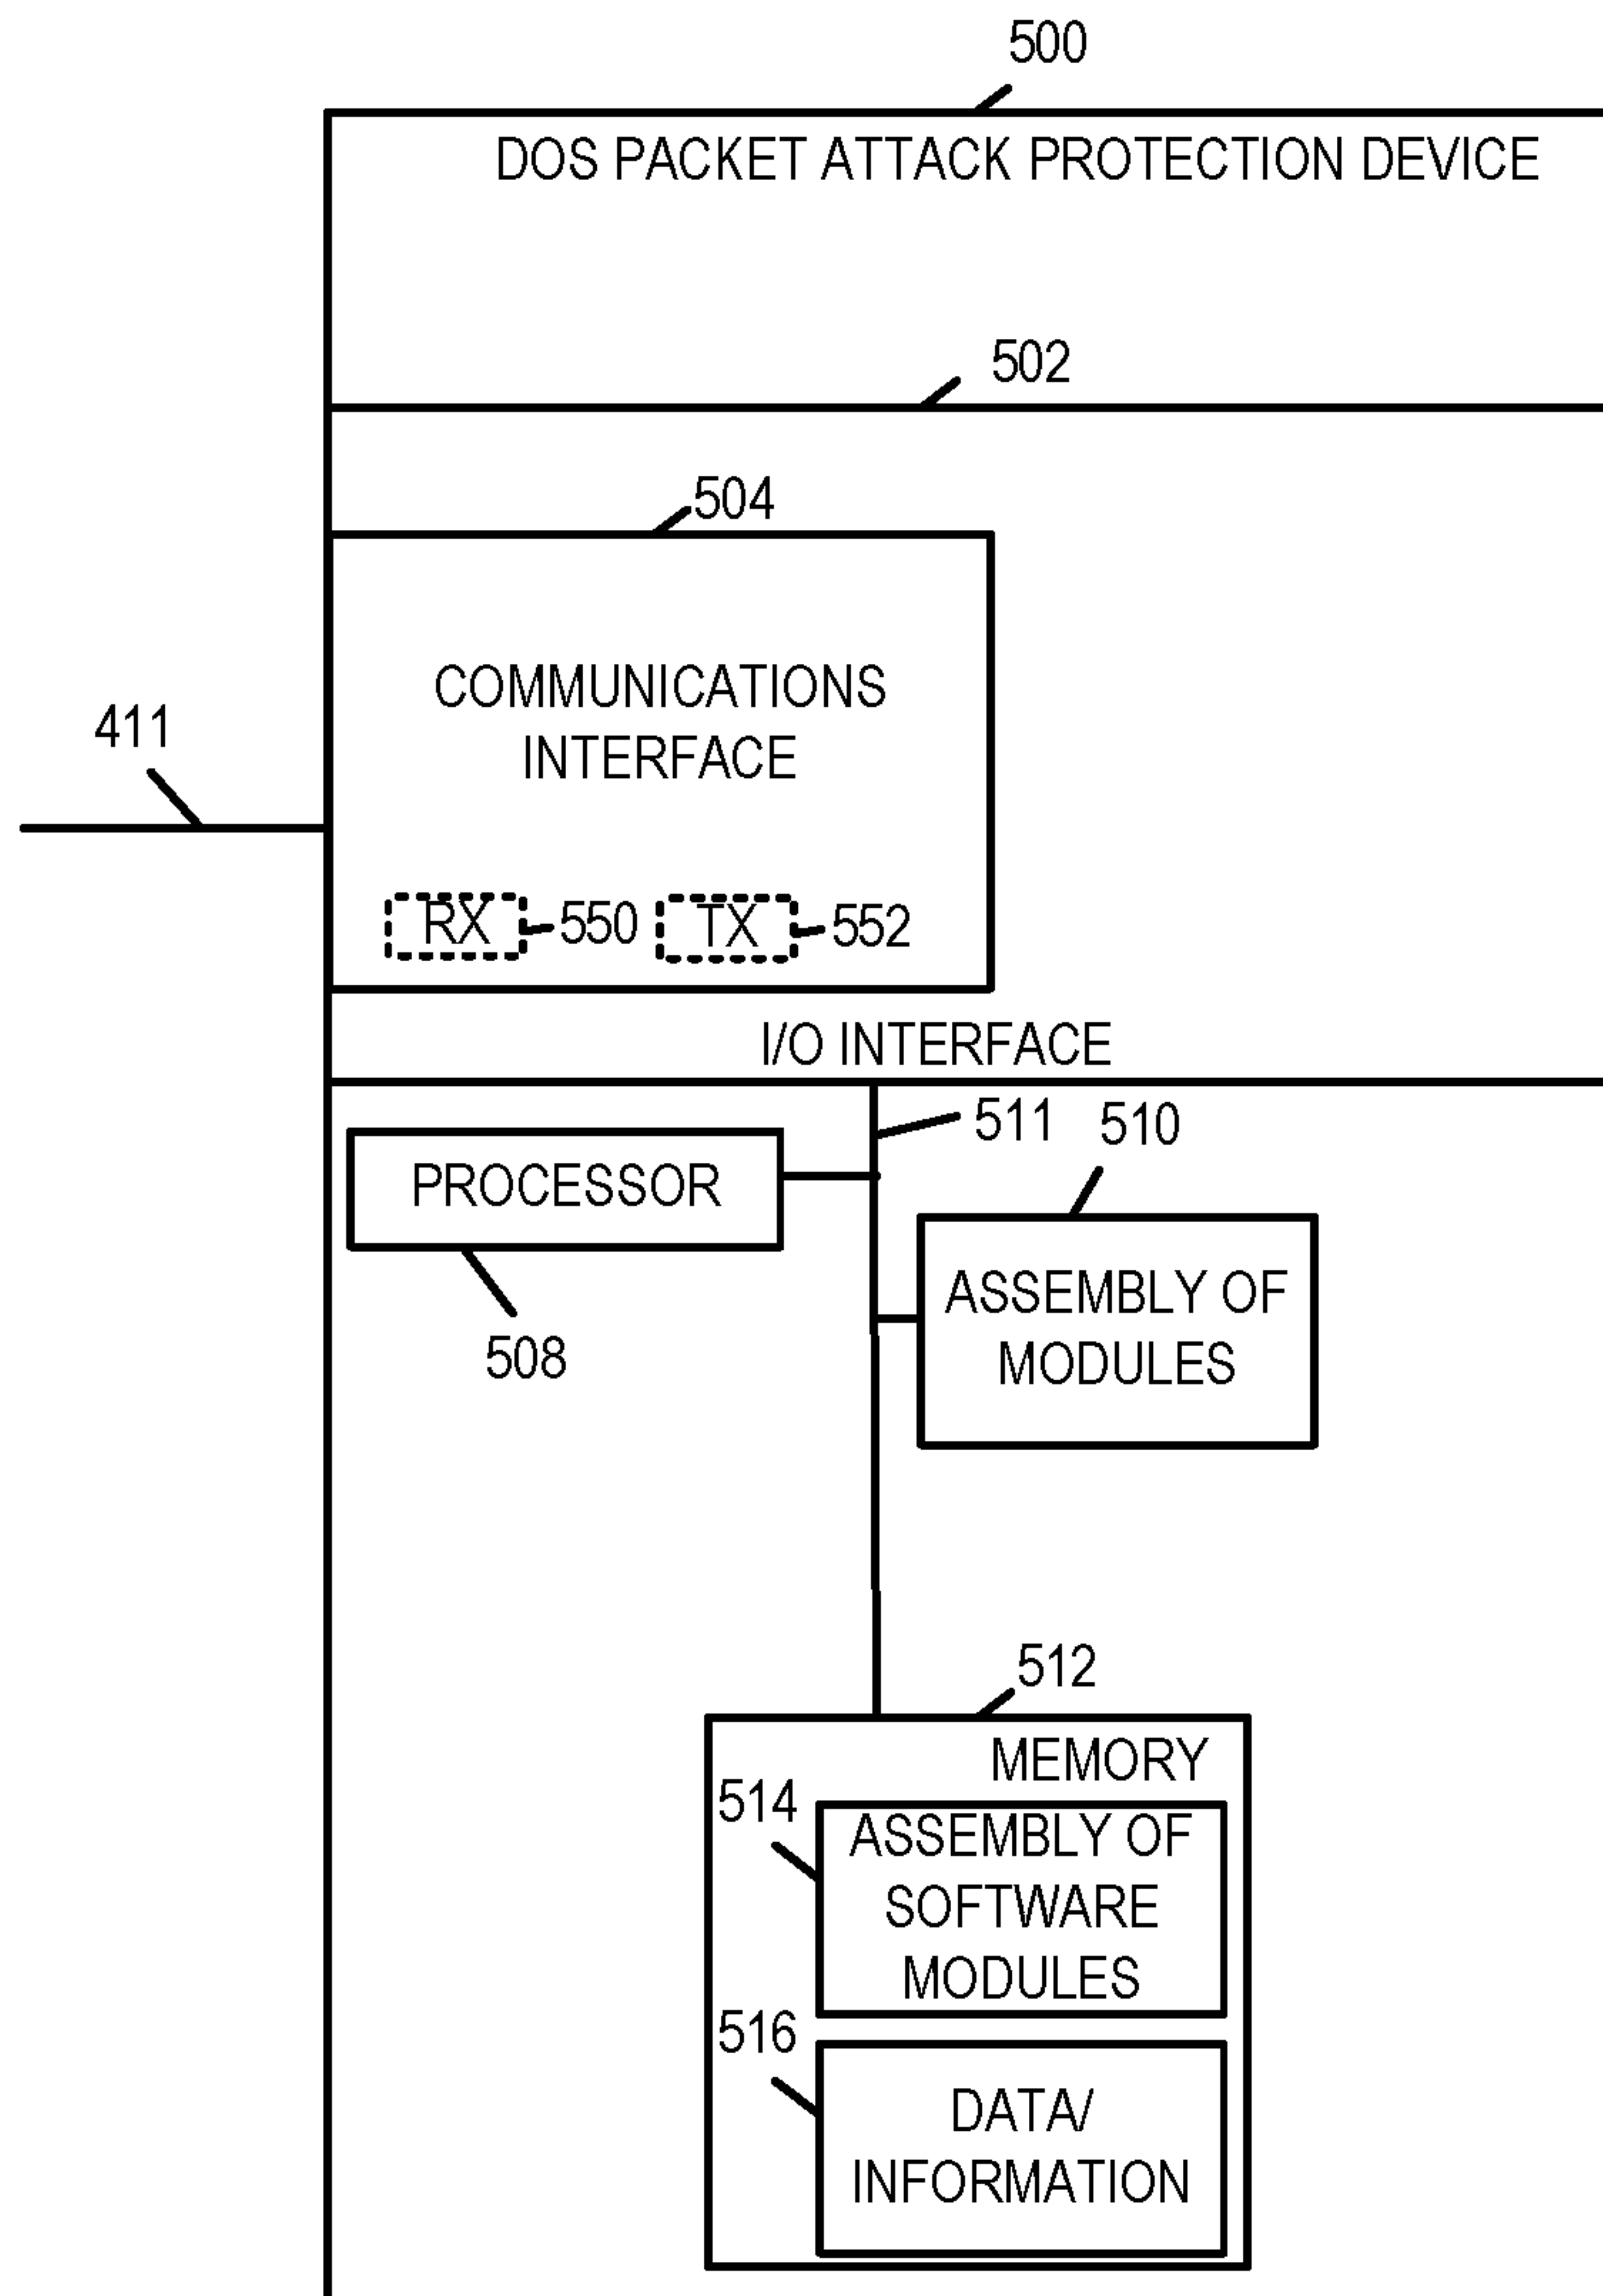 500
DOS PACKET ATTACK PROTECTION DEVICE
502
504
COMMUNICATIONS
INTERFACE
411
RX
550
TX
552
I/O INTERFACE
511
510
PROCESSOR
508
ASSEMBLY OF
MODULES
512
MEMORY
514
ASSEMBLY OF
SOFTWARE
MODULES
516
DATA/
INFORMATION